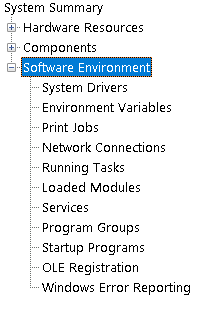 System Summary
Hardware Resources
Components
Software Environment
System Drivers
Environment Variables
Print Jobs
Network Connections
Running Tasks
Loaded Modules
Services
Program Groups
Startup Programs
OLE Registration
Windows Error Reporting